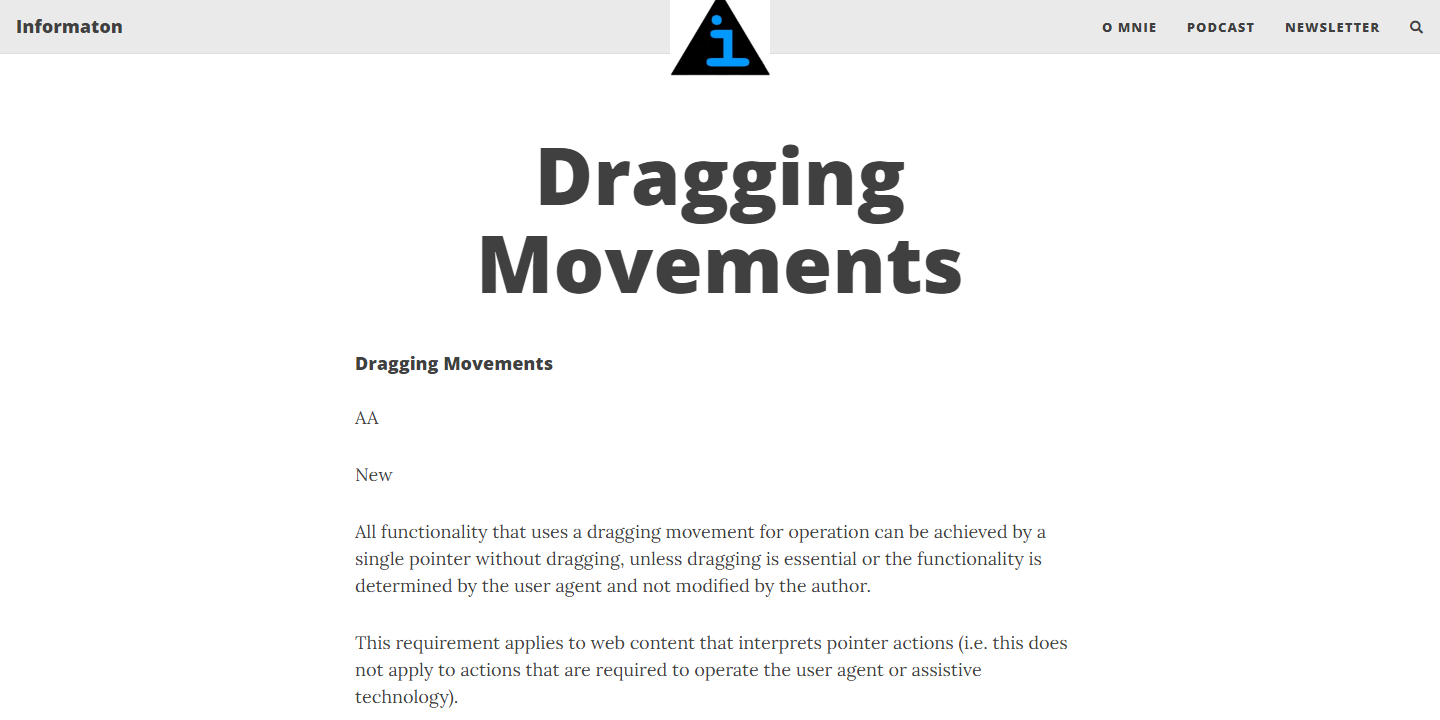 Informaton
i
O MNIE
PODCAST
NEWSLETTER
Dragging
Movements
Dragging Movements
AA
New
All functionality that uses a dragging movement for operation can be achieved by a
single pointer without dragging, unless dragging is essential or the functionality is
determined by the user agent and not modified by the author.
This requirement applies to web content that interprets pointer actions (i.e. this does
not apply to actions that are required to operate the user agent or assistive
technology).